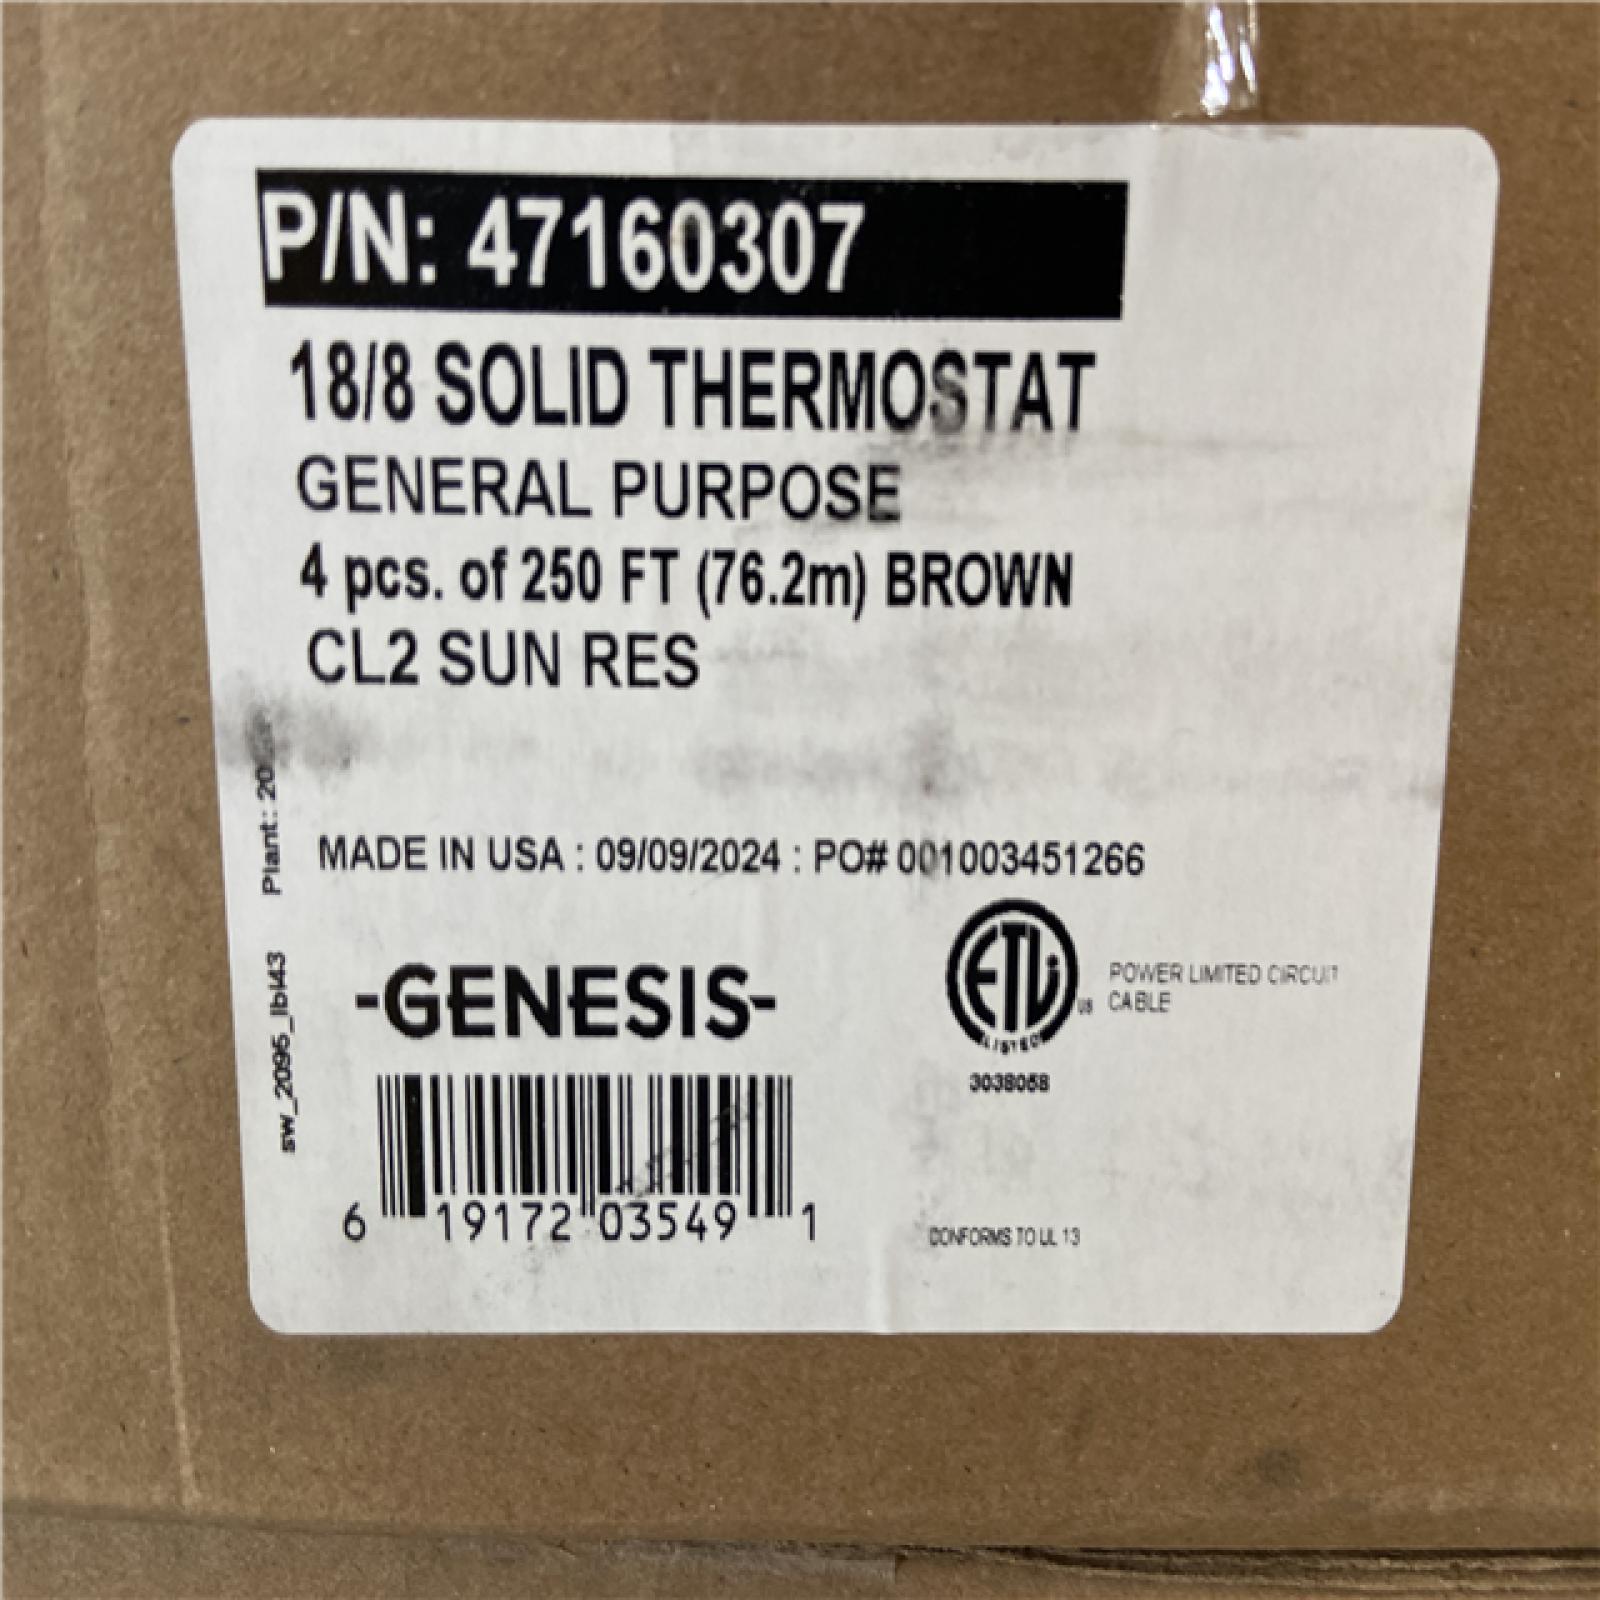 P/N: 47160307
18/8 SOLID THERMOSTAT
GENERAL PURPOSE
4 pcs. of 250 FT (76.2m) BROWN
CL2 SUN RES
MADE IN USA : 09/09/2024 : PO# 001003451266
sw_2095_lbl43 Plant:
-GENESIS-
ETL
LISTED
US
POWER LIMITED CIRCUIT
CABLE
3038058
6 19172 03549 1
CONFORMS TO UL 13